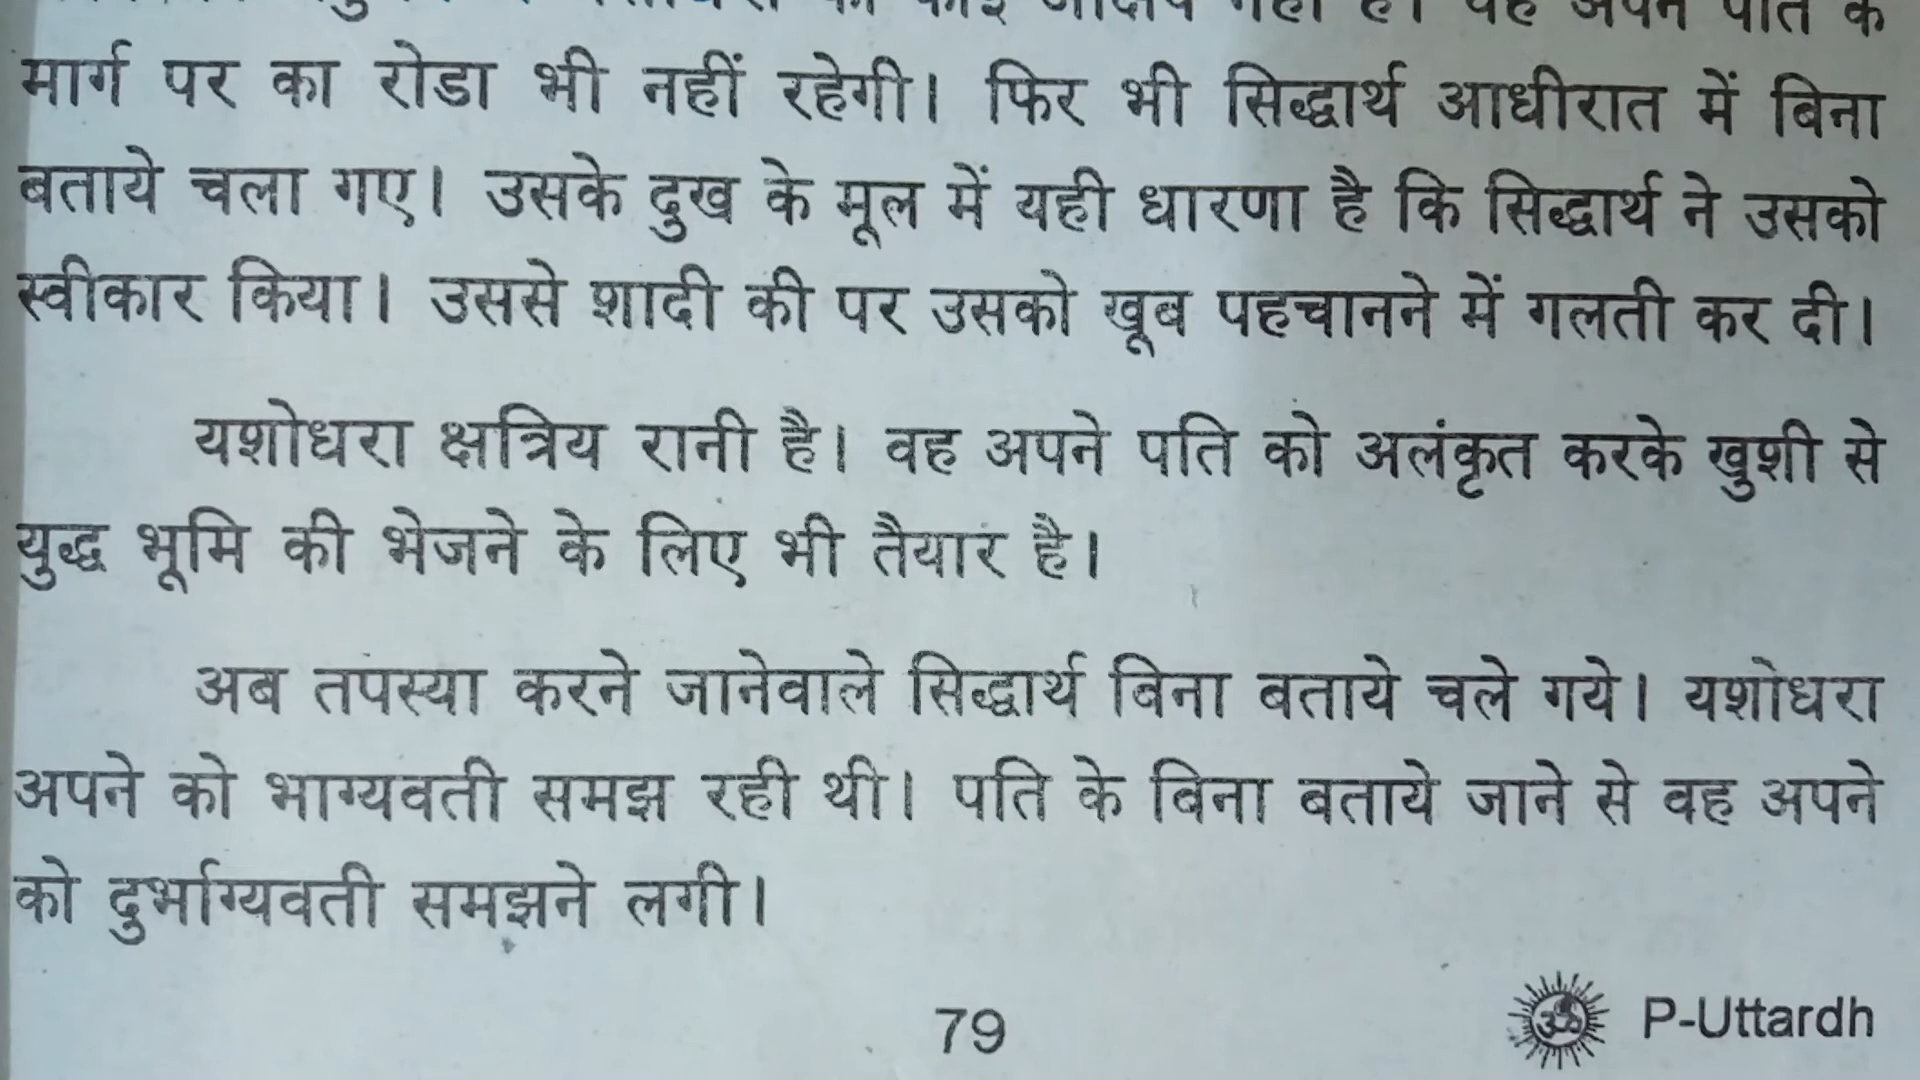 मार्ग पर का रोडा भी नहीं रहेगी। फिर भी सिद्धार्थ आधीरात में बिना
बताये चला गए। उसके दुख के मूल में यही धारणा है कि सिद्धार्थ ने उसको
स्वीकार किया। उससे शादी की पर उसको खूब पहचानने में गलती कर दी।
यशोधरा क्षत्रिय रानी है। वह अपने पति को अलंकृत करके खुशी से
युद्ध भूमि की भेजने के लिए भी तैयार है।
अब तपस्या करने जानेवाले सिद्धार्थ बिना बताये चले गये। यशोधरा
अपने को भाग्यवती समझ रही थी। पति के बिना बताये जाने से वह अपने
को दुर्भाग्यवती समझने लगी।
79
ॐ P-Uttardh